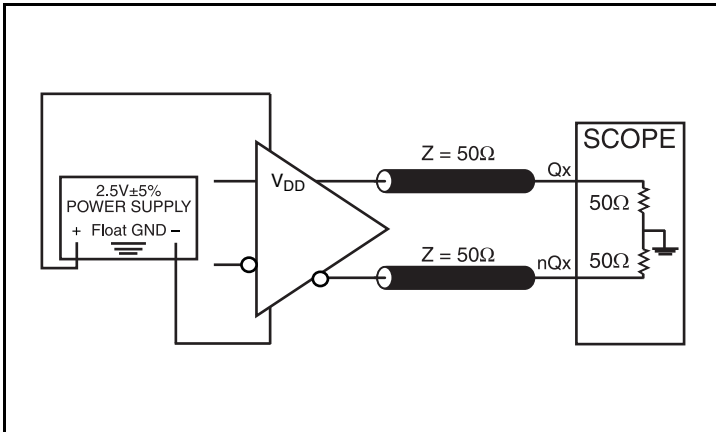 SCOPE
Z = 50Ω
Qx
VDD
2.5V±5%
POWER SUPPLY
+ Float GND −
50Ω
Z = 50Ω
nQx
50Ω